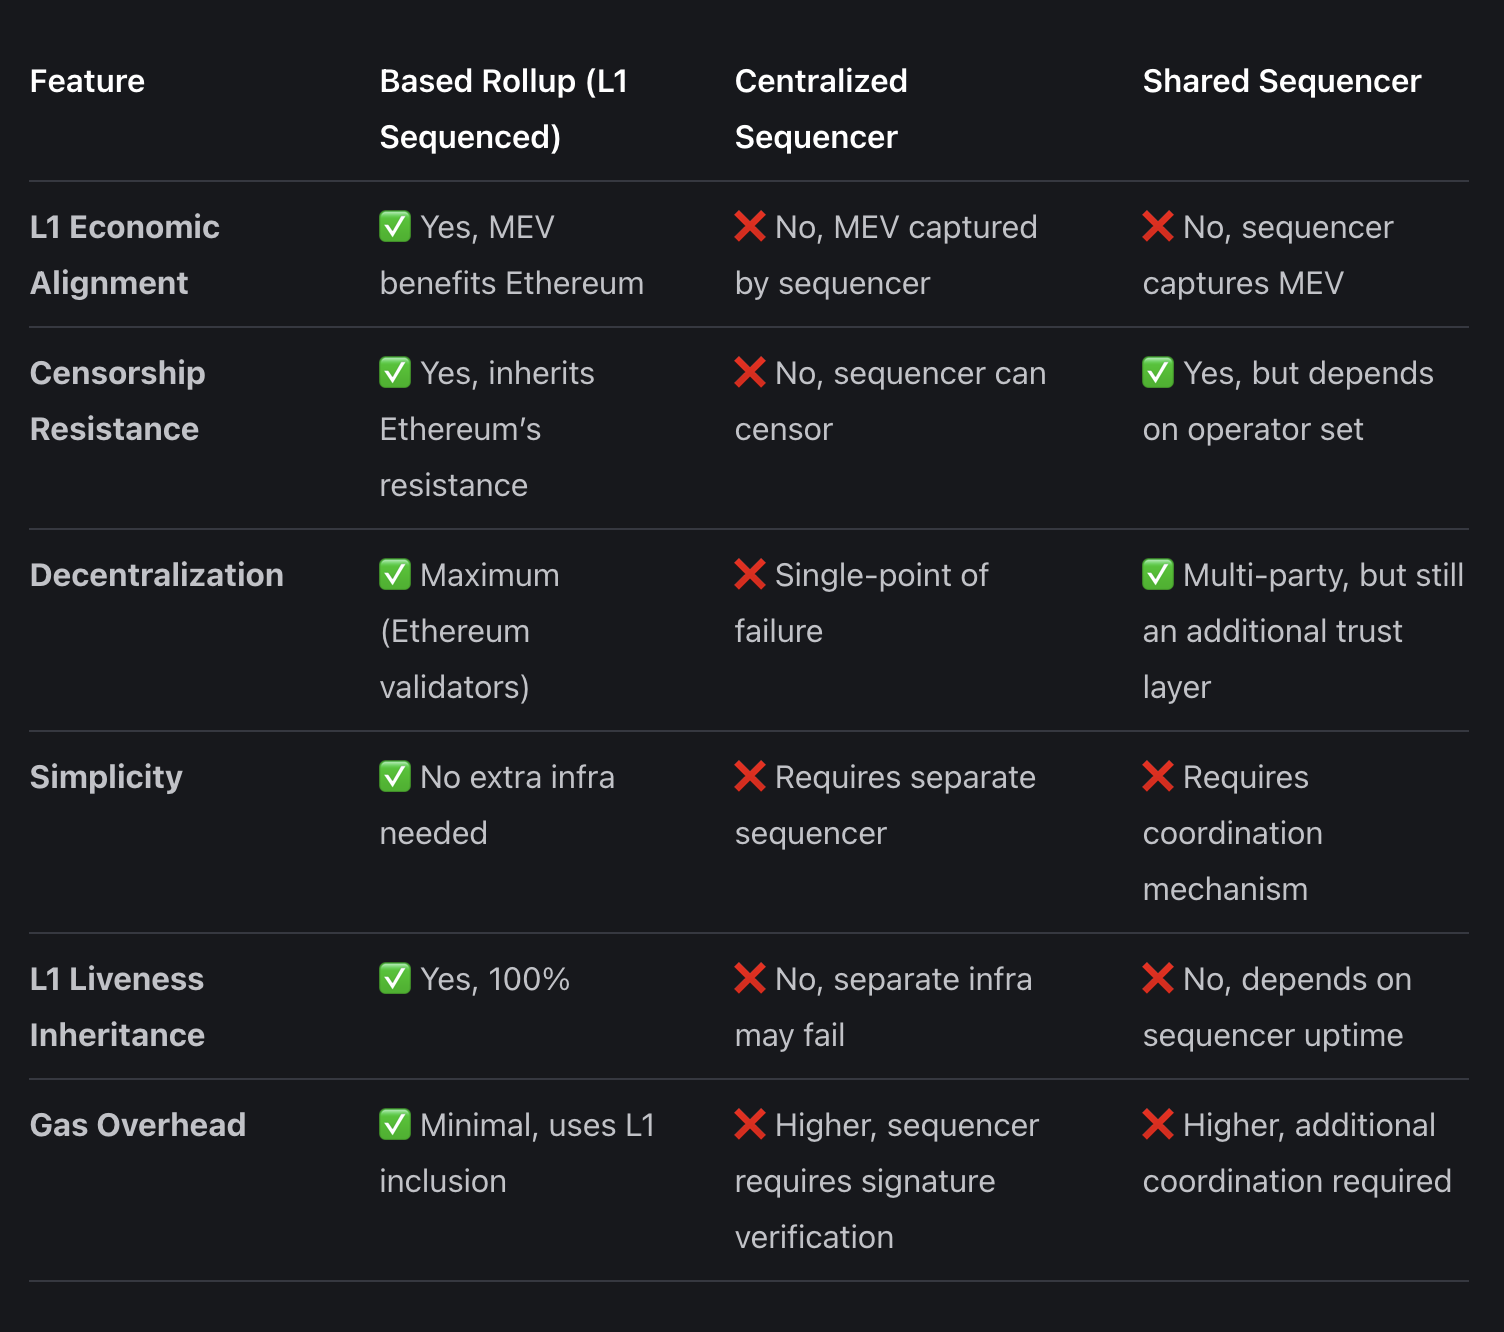 Feature
Based Rollup (L1
Sequenced)
Centralized
Sequencer
Shared Sequencer
L1 Economic
Alignment
✅ Yes, MEV
benefits Ethereum
❌ No, MEV captured
by sequencer
❌ No, sequencer
captures MEV
Censorship
Resistance
✅ Yes, inherits
Ethereum’s
resistance
❌ No, sequencer can
censor
✅ Yes, but depends
on operator set
Decentralization
✅ Maximum
(Ethereum
validators)
❌ Single-point of
failure
✅ Multi-party, but still
an additional trust
layer
Simplicity
✅ No extra infra
needed
❌ Requires separate
sequencer
❌ Requires
coordination
mechanism
L1 Liveness
Inheritance
✅ Yes, 100%
❌ No, separate infra
may fail
❌ No, depends on
sequencer uptime
Gas Overhead
✅ Minimal, uses L1
inclusion
❌ Higher, sequencer
requires signature
verification
❌ Higher, additional
coordination required